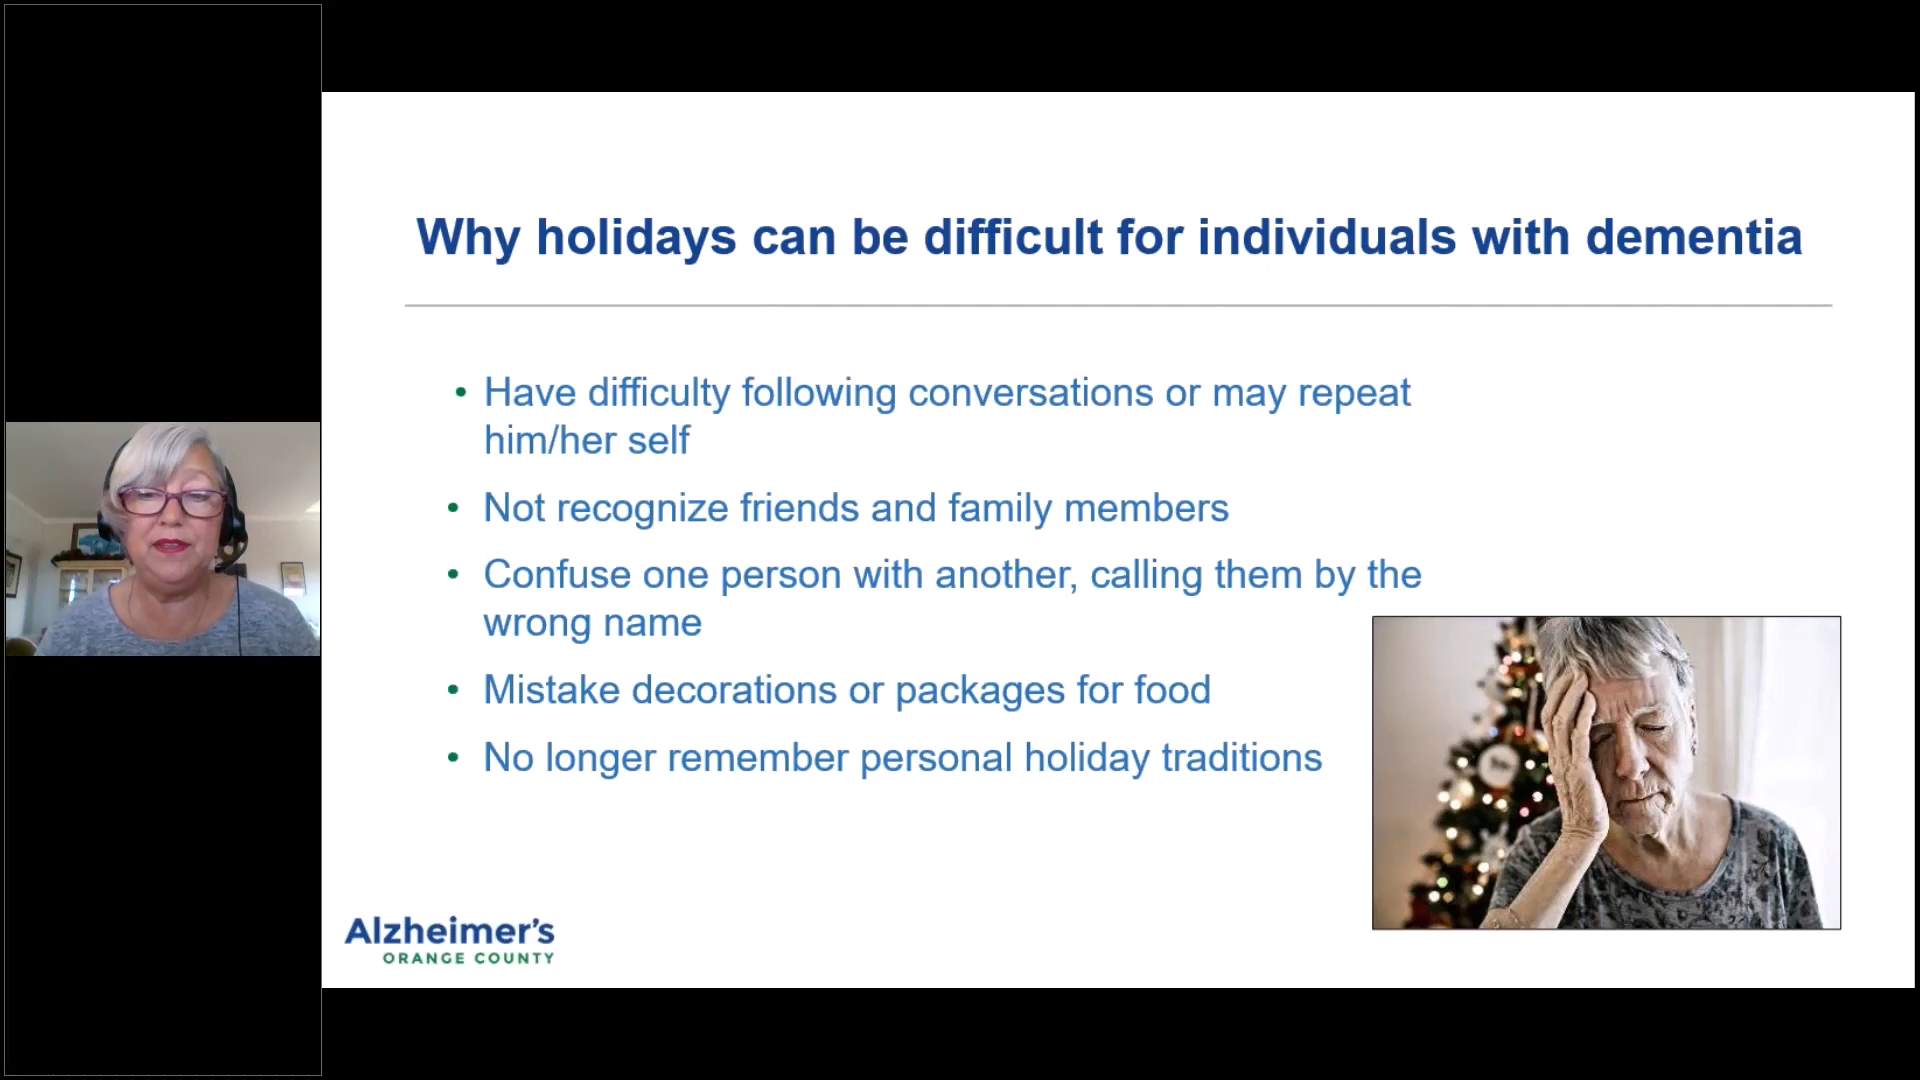 Why holidays can be difficult for individuals with dementia
• Have difficulty following conversations or may repeat
him/her self
• Not recognize friends and family members
• Confuse one person with another, calling them by the
wrong name
• Mistake decorations or packages for food
• No longer remember personal holiday traditions
Alzheimer's
ORANGE COUNTY